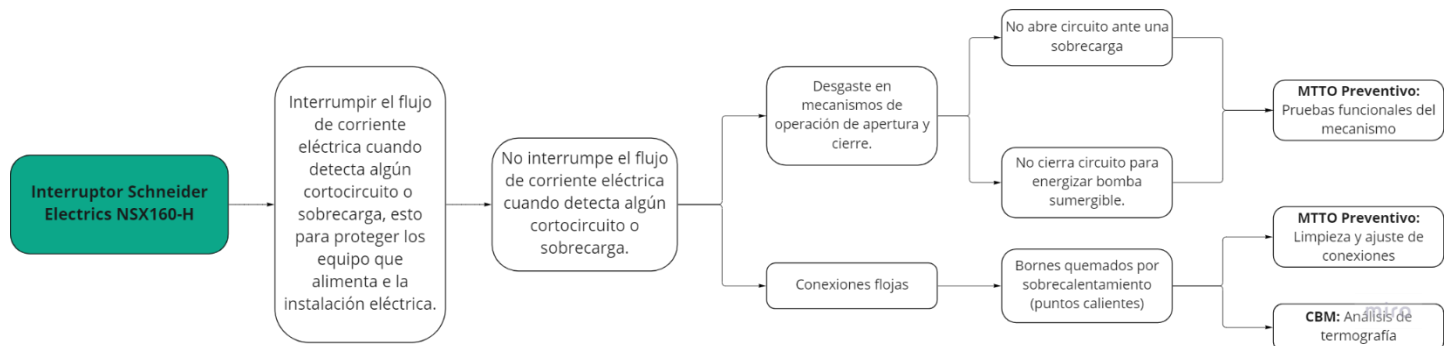 Interruptor Schneider
Electrics NSX160-H
Interrumpir el flujo
de corriente
eléctrica cuando
detecta algún
cortocircuito o
sobrecarga, esto
para proteger los
equipo que
alimenta e la
instalación eléctrica.
No interrumpe el flujo
de corriente eléctrica
cuando detecta algún
cortocircuito o
sobrecarga.
Desgaste en
mecanismos de
operación de apertura y
cierre.
Conexiones flojas
No abre circuito ante una
sobrecarga
No cierra circuito para
energizar bomba
sumergible.
Bornes quemados por
sobrecalentamiento
(puntos calientes)
MTTO Preventivo:
Pruebas funcionales del
mecanismo
MTTO Preventivo:
Limpieza y ajuste de
conexiones
CBM: Análisis de
termografía
miro